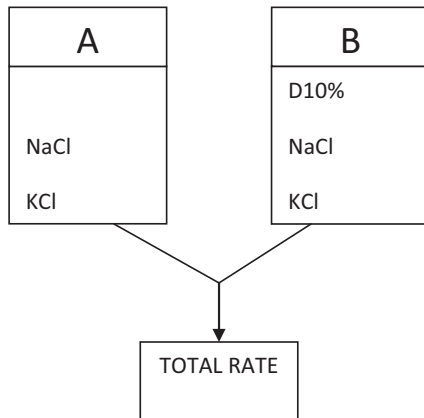 A
NaCl
KCl
B
D10%
NaCl
KCl
TOTAL RATE